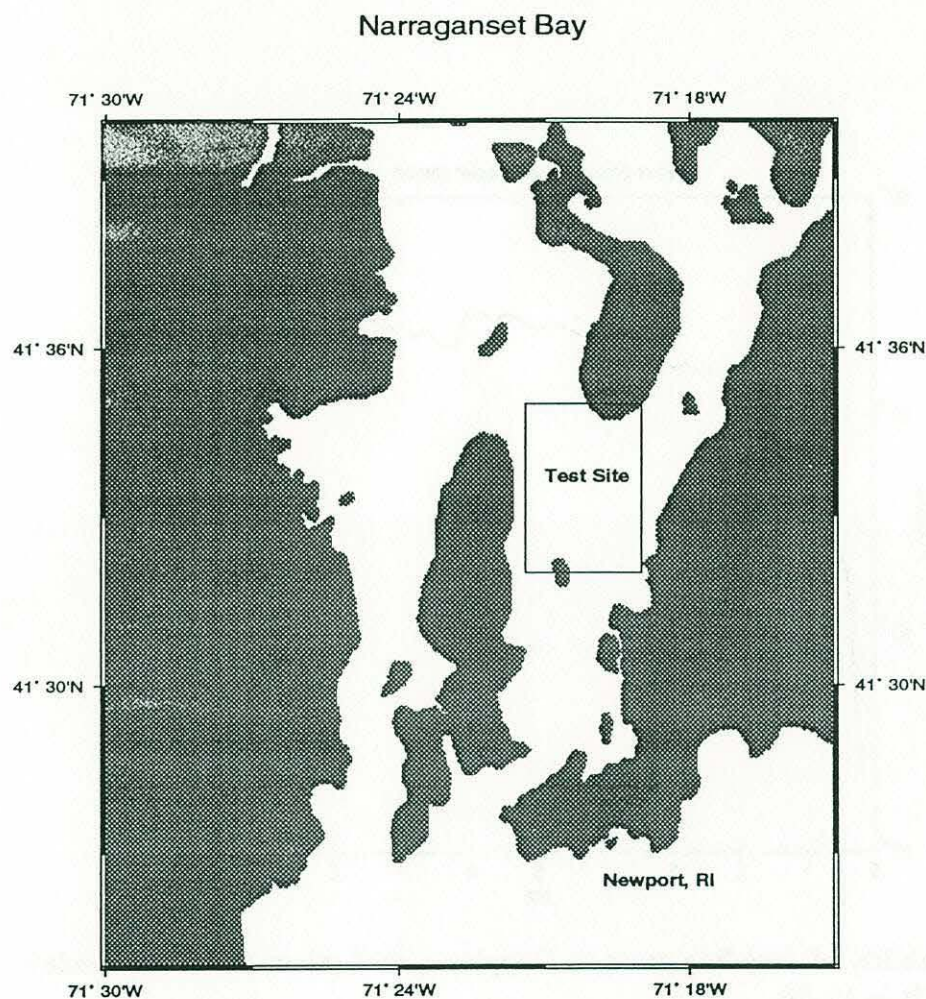 Narraganset Bay
71° 30'W 71° 24'W 71° 18'W
41° 36'N 41° 36'N
Test Site
41° 30'N 41° 30'N
Newport, RI
71° 30'W 71° 24'W 71° 18'W